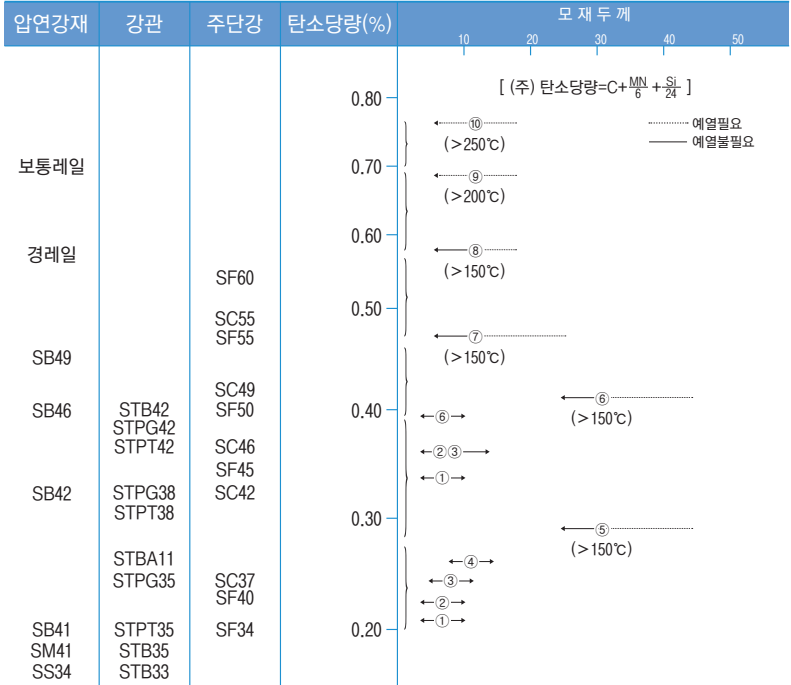 압연강재 강관 주단강 탄소당량(%) 모 재 두 께
10 20 30 40 50
[ (주) 탄소당량=C+MN/6 +Si/24 ]
0.80
⑩ 예열필요
(>250℃) 예열불필요
보통레일 0.70
⑨
(>200℃)
0.60
경레일 ⑧
SF60 (>150℃)
0.50
SC55
SF55 ⑦
SB49 (>150℃)
SC49 ⑥
SB46 STB42 SF50 0.40 ⑥ (>150℃)
STPG42
STPT42 SC46 ②③
SF45 ①
SB42 STPG38 SC42
STPT38 0.30 ⑤
(>150℃)
STBA11 ④
STPG35 SC37 ③
SF40 ②
①
SB41 STPT35 SF34 0.20
SM41 STB35
SS34 STB33